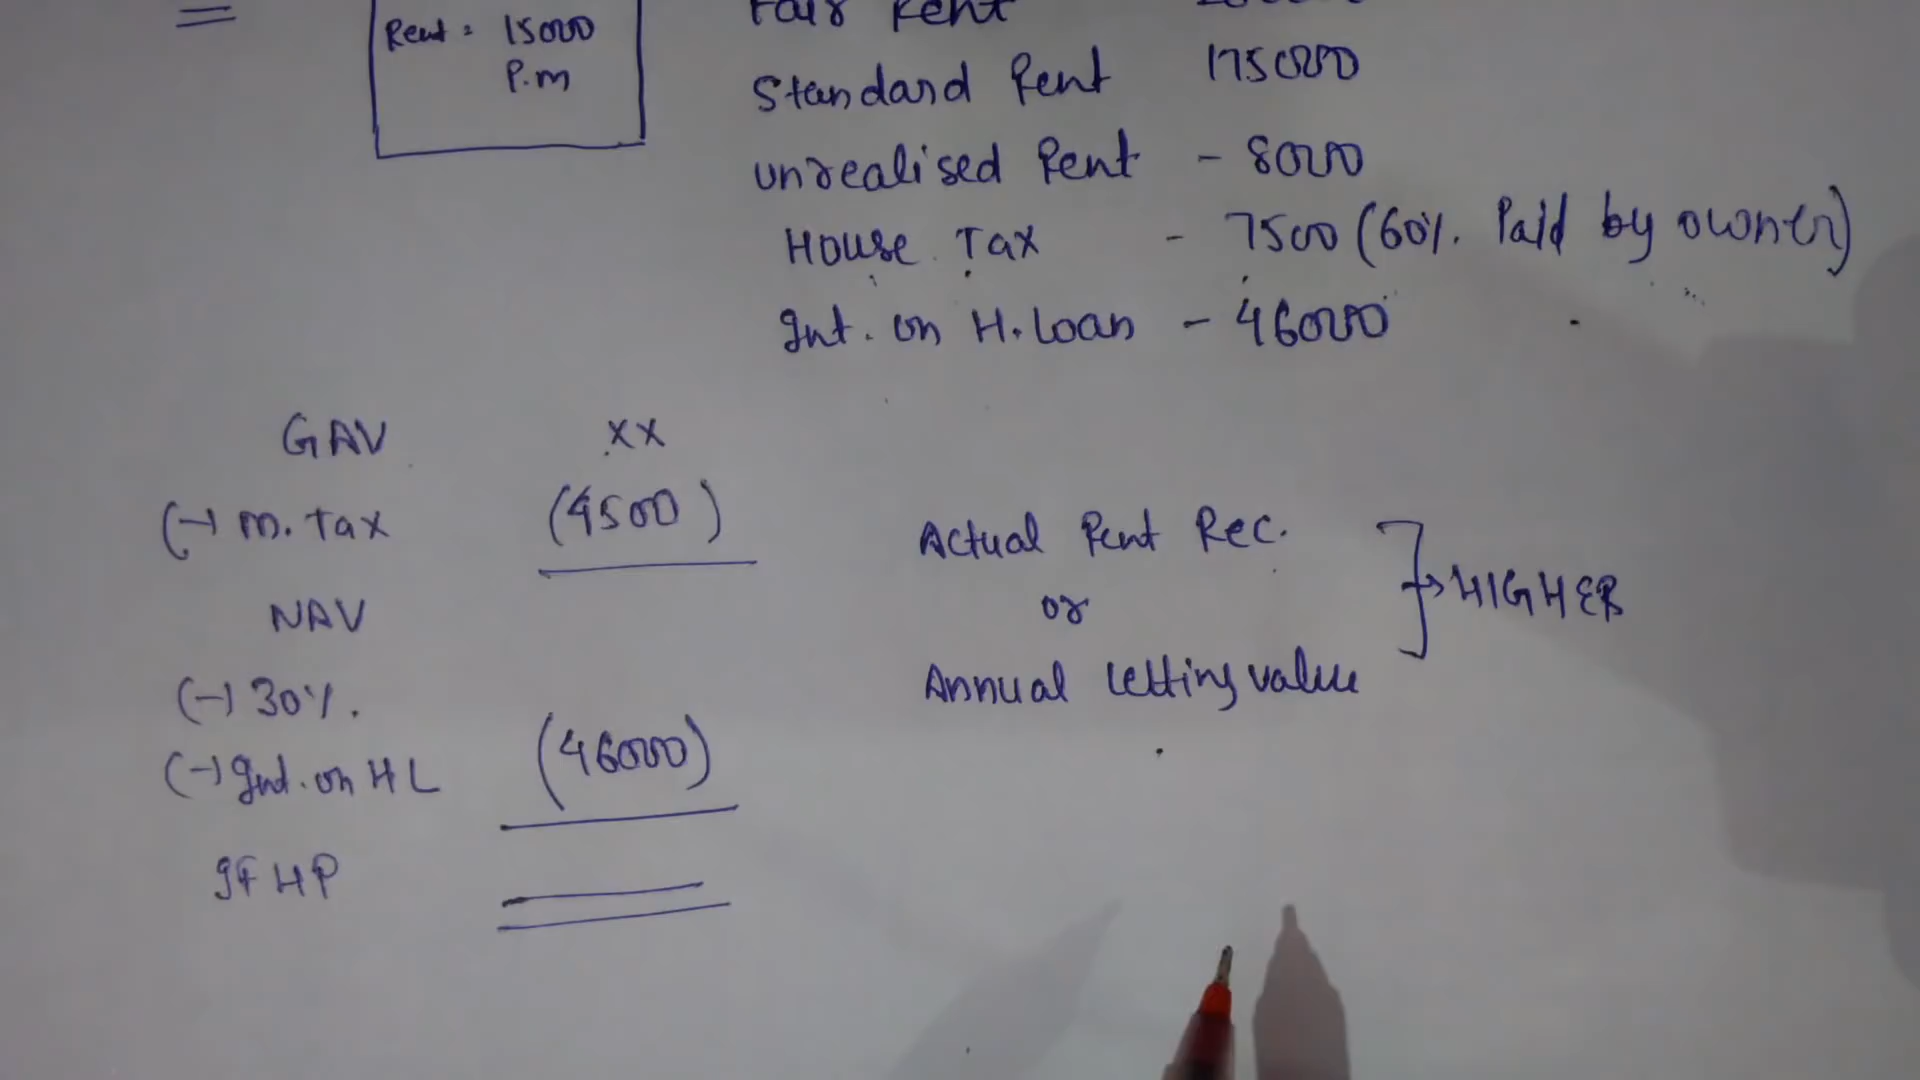 Rent = 15000
P.m
Fair Rent
Standard Rent 175000
unrealised Rent - 8000
House Tax - 7500 (60%. Paid by owner)
Int. on H. Loan - 46000
GAV XX
(-) m. Tax (4500)
NAV
(-) 30%.
(-) Int. on HL (46000)
IFHP
Actual Rent Rec.
or
Annual letting value
HIGHER